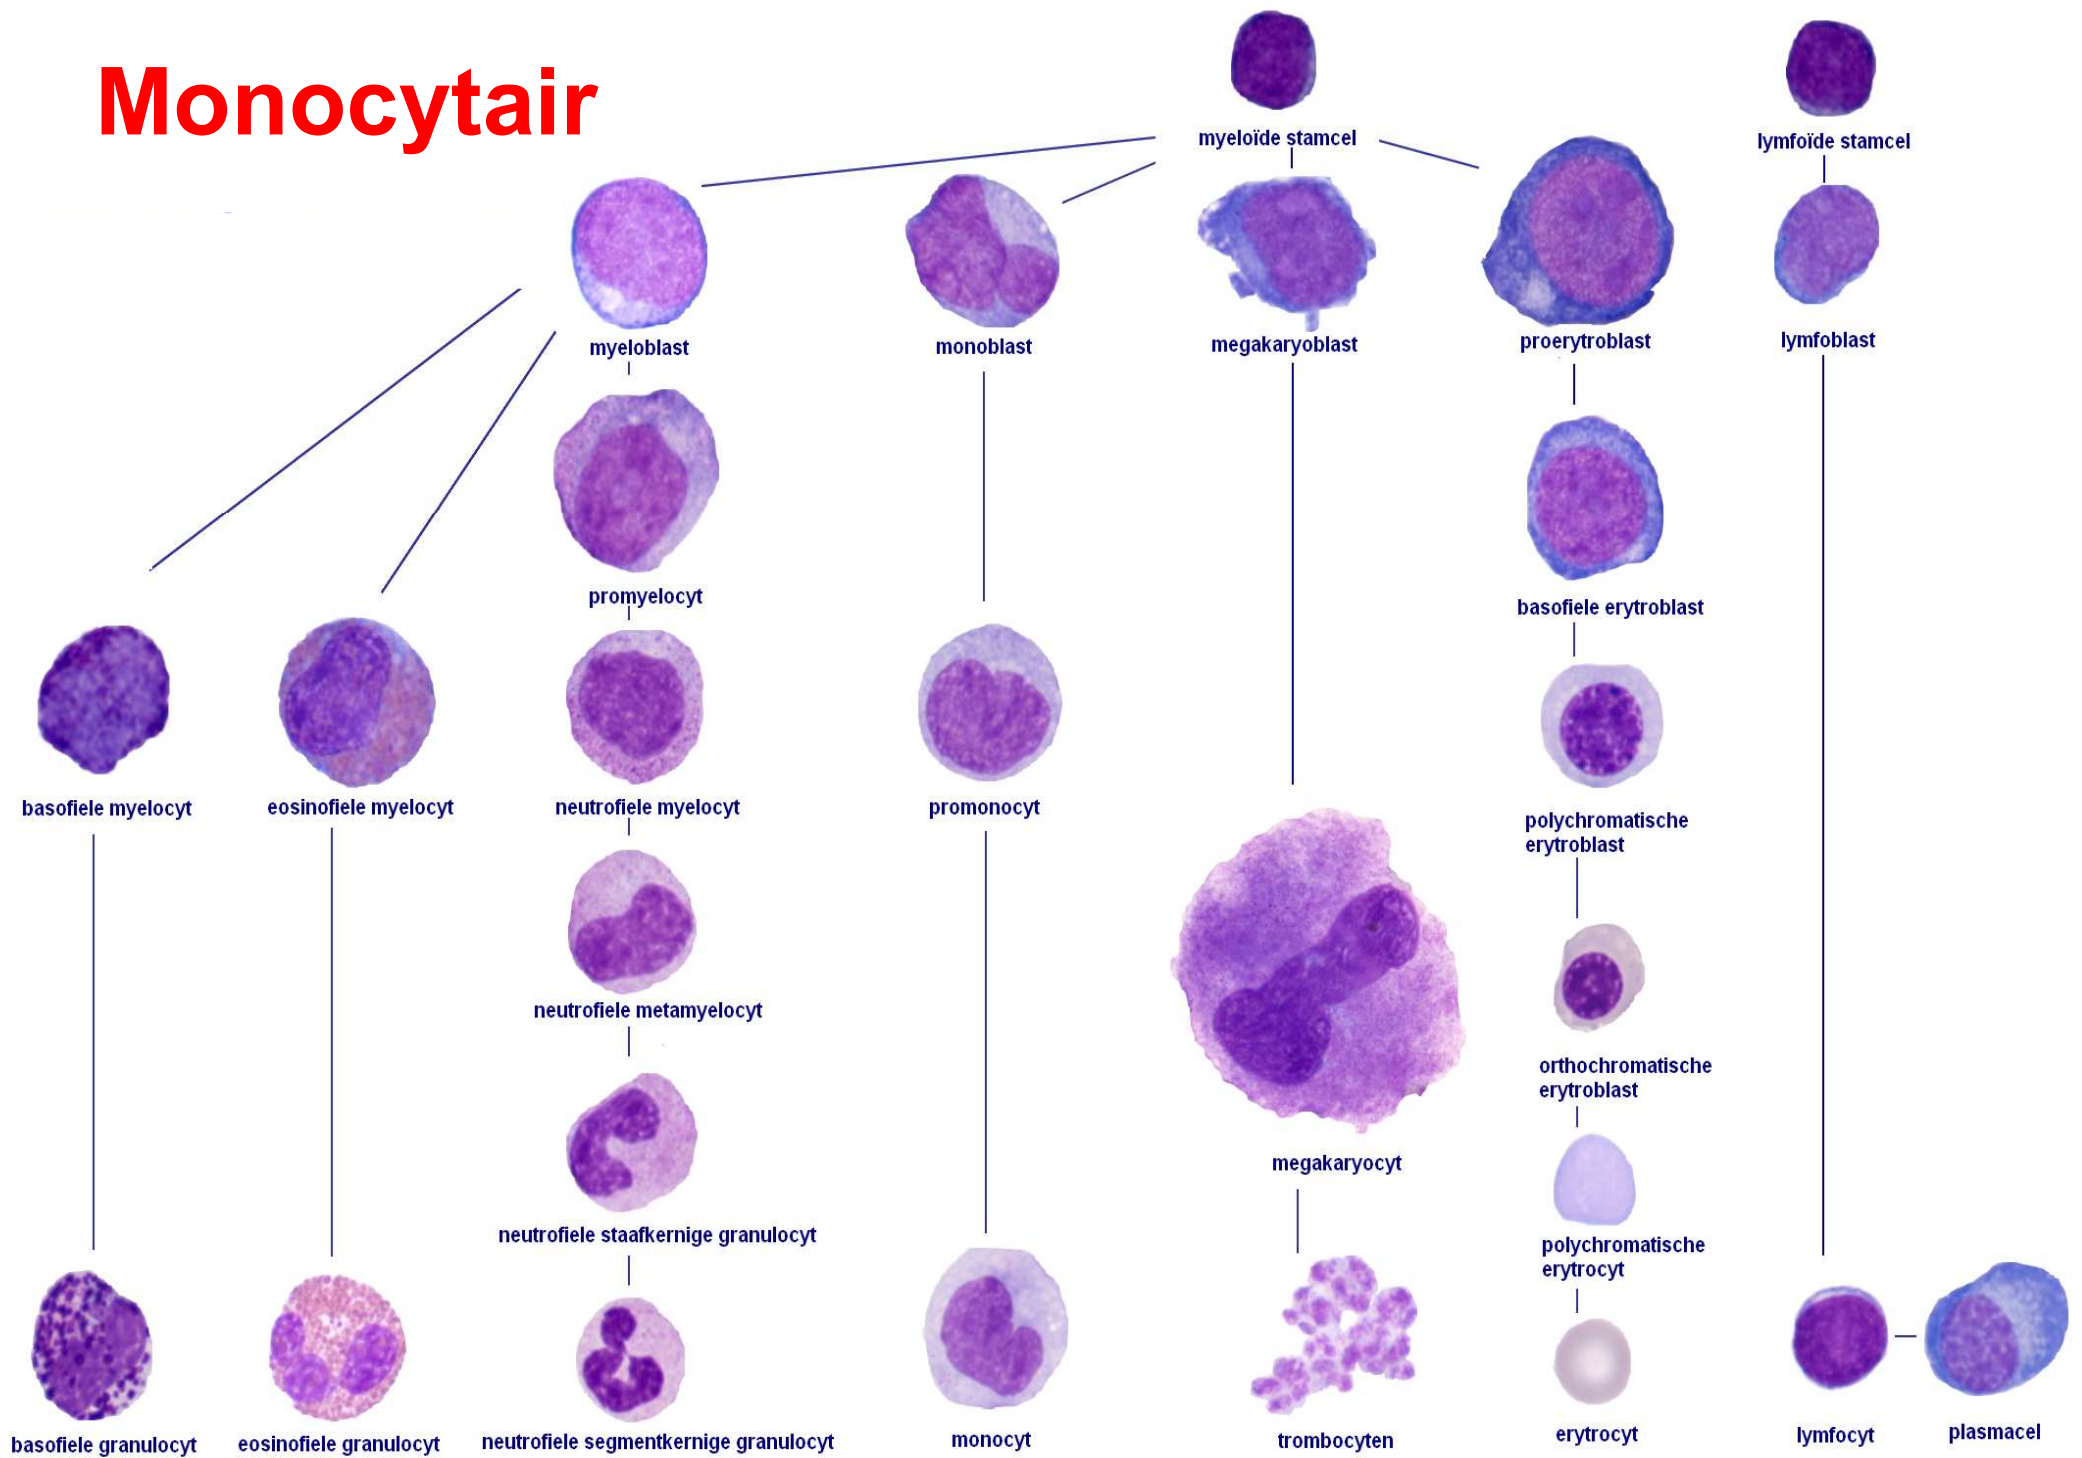 Monocytair
myeloïde stamcel
lymfoïde stamcel
myeloblast
monoblast
megakaryoblast
proerytroblast
lymfoblast
promyelocyt
basofiele erytroblast
basofiele myelocyt
eosinofiele myelocyt
neutrofiele myelocyt
promonocyt
polychromatische
erytroblast
neutrofiele metamyelocyt
orthochromatische
erytroblast
megakaryocyt
neutrofiele staafkernige granulocyt
polychromatische
erytrocyt
basofiele granulocyt
eosinofiele granulocyt
neutrofiele segmentkernige granulocyt
monocyt
trombocyten
erytrocyt
lymfocyt
plasmacel